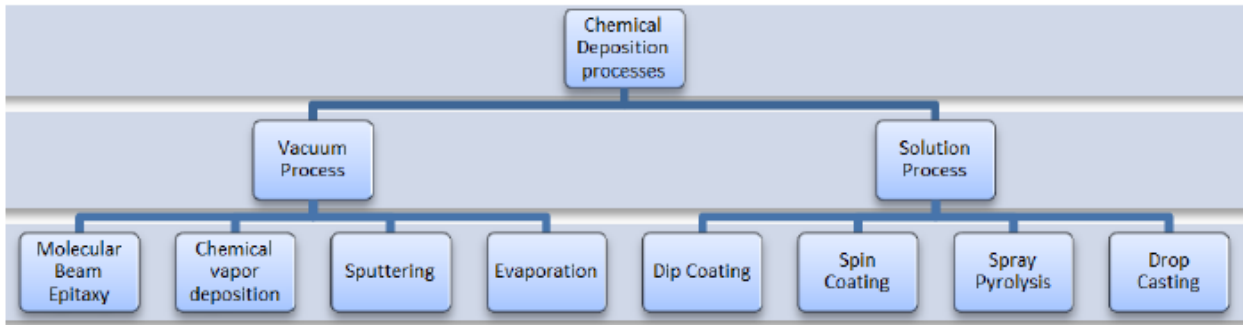 Chemical
Deposition
processes
Vacuum
Process
Solution
Process
Molecular
Beam
Epitaxy
Chemical
vapor
deposition
Sputtering
Evaporation
Dip Coating
Spin
Coating
Spray
Pyrolysis
Drop
Casting